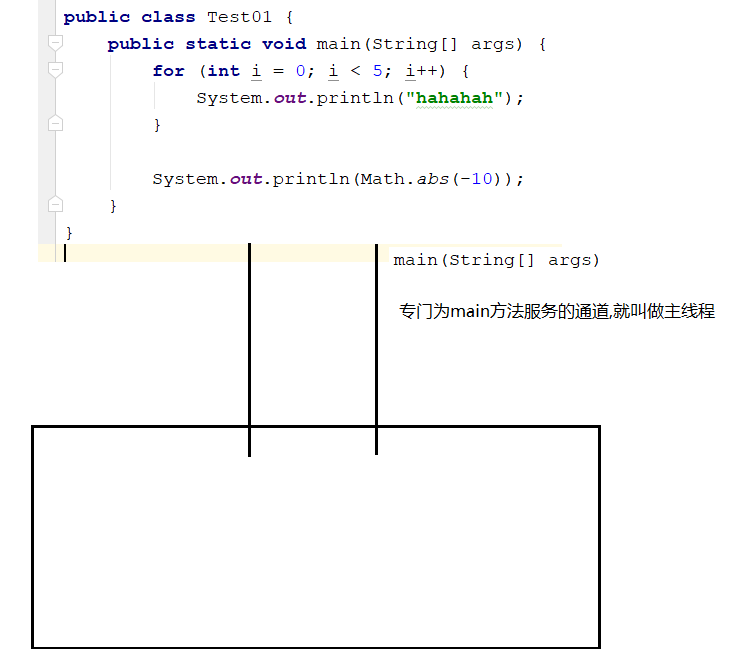 public class Test01 {
public static void main(String[] args) {
for (int i = 0; i < 5; i++) {
System.out.println("hahahah");
}
System.out.println(Math.abs(-10));
}
}
main(String[] args)
专门为main方法服务的通道,就叫做主线程